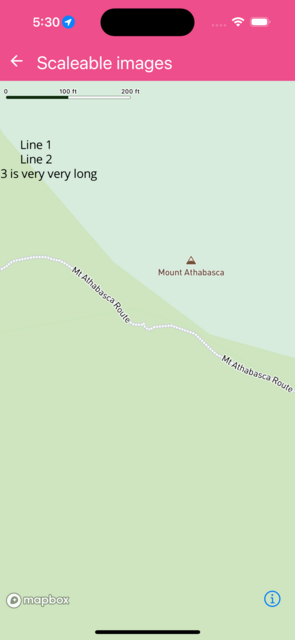 5:30
Scaleable images
0 100 ft 200 ft
Line 1
Line 2
3 is very very long
Mount Athabasca
Mt Athabasca Route
Mt Athabasca Route
mapbox